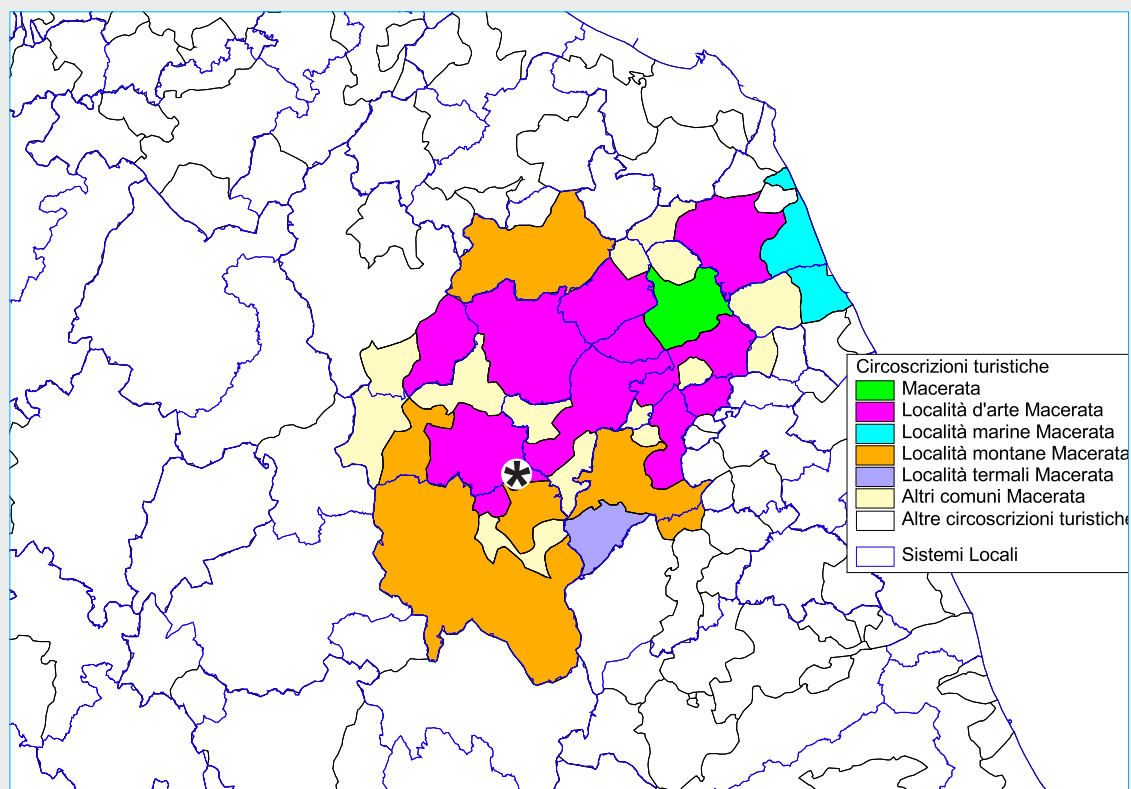 Circoscrizioni turistiche
Macerata
Località d'arte Macerata
Località marine Macerata
Località montane Macerata
Località termali Macerata
Altri comuni Macerata
Altre circoscrizioni turistiche
Sistemi Locali
*